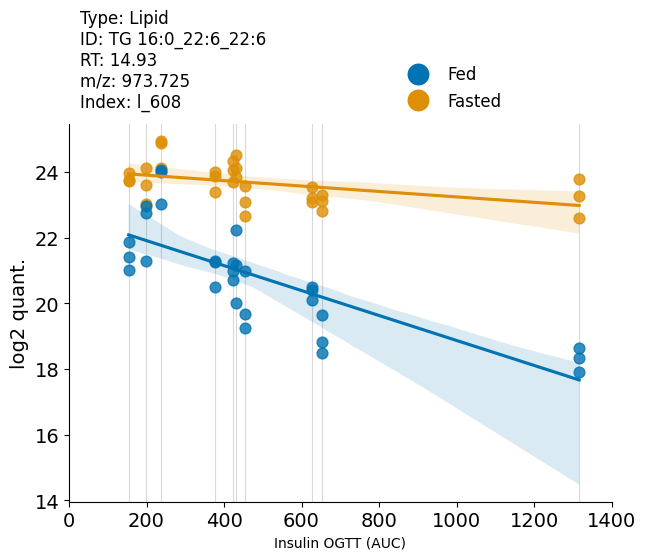 Type: Lipid
ID: TG 16:0_22:6_22:6
RT: 14.93
m/z: 973.725
Index: l_608
Fed
Fasted
log2 quant.
24
22
20
18
16
14
0 200 400 600 800 1000 1200 1400
Insulin OGTT (AUC)